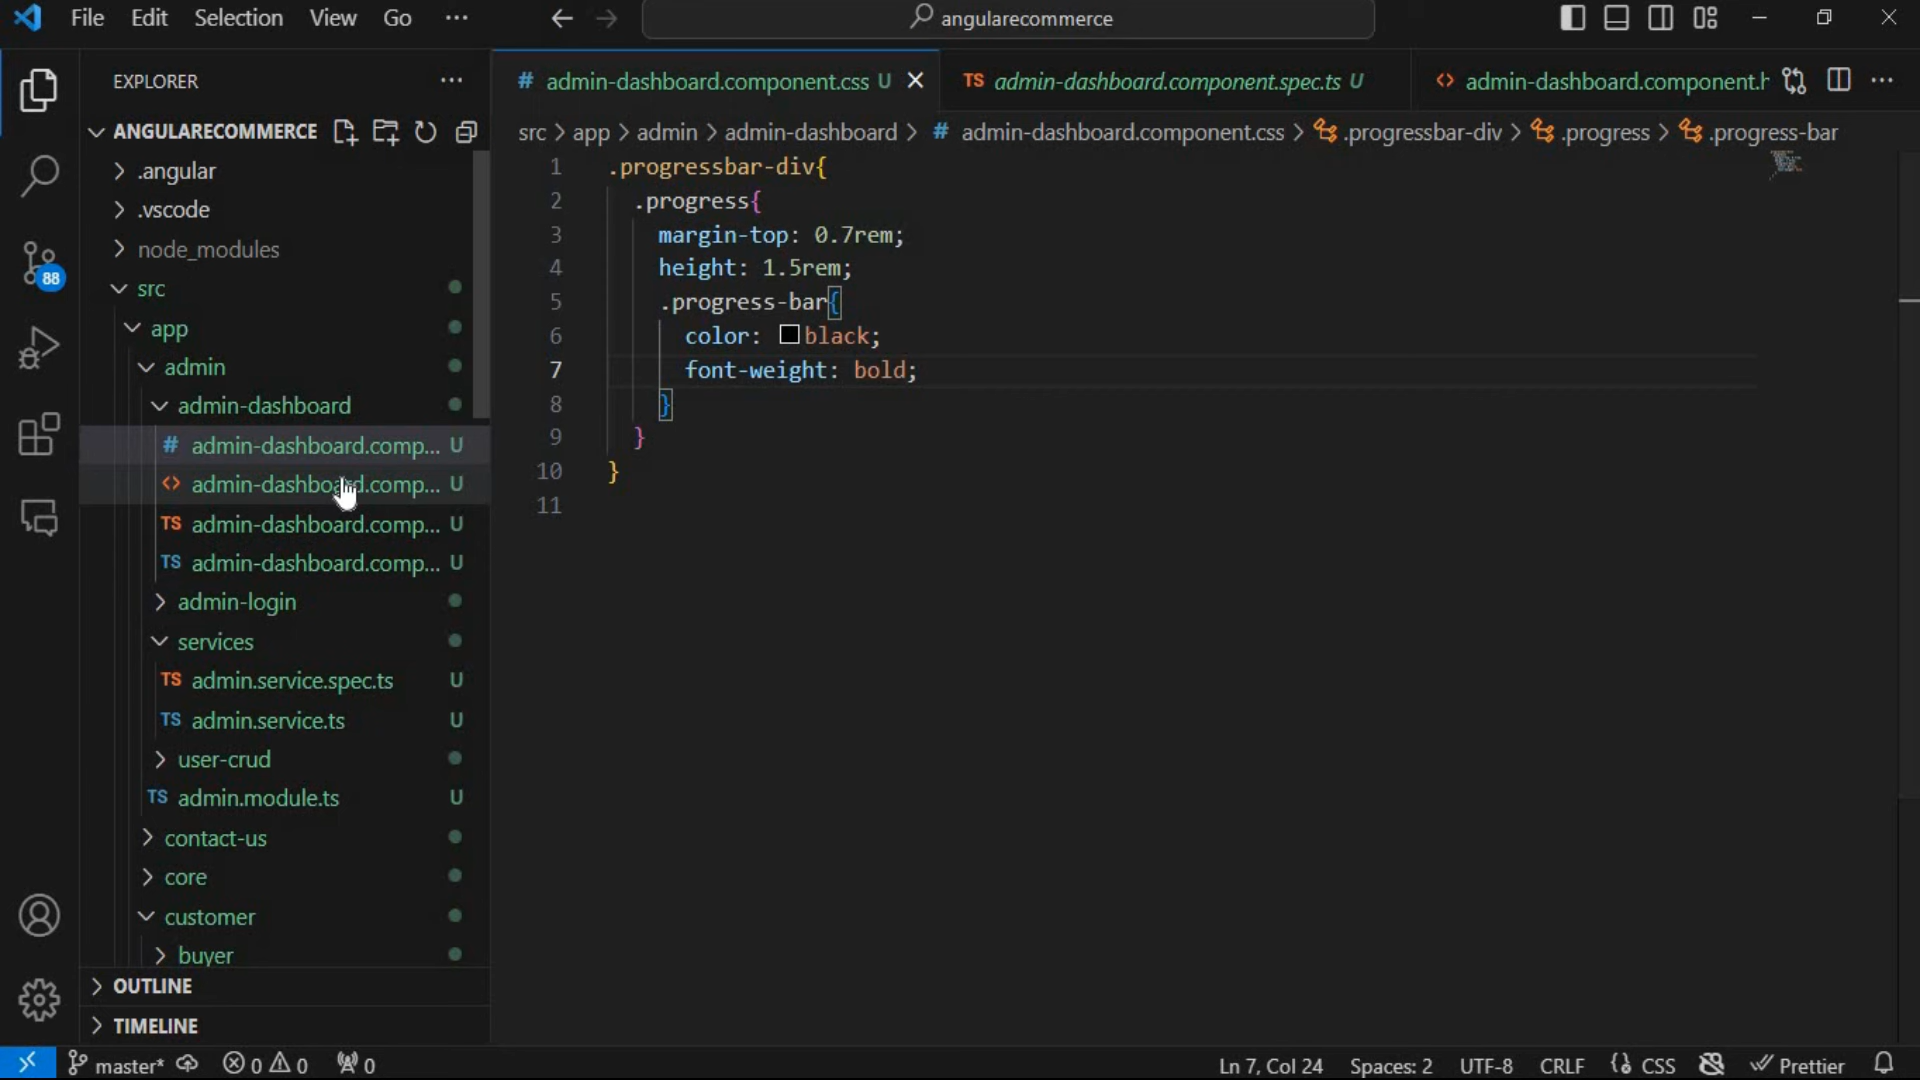 File Edit Selection View Go ···
angularecommerce
EXPLORER ···
# admin-dashboard.component.css U
TS admin-dashboard.component.spec.ts U
<> admin-dashboard.component.h
···
ANGULARECOMMERCE
src > app > admin > admin-dashboard > # admin-dashboard.component.css > .progressbar-div > .progress > .progress-bar
.angular
.vscode
node_modules
src
app
admin
admin-dashboard
# admin-dashboard.comp... U
<> admin-dashboard.comp... U
TS admin-dashboard.comp... U
TS admin-dashboard.comp... U
admin-login
services
TS admin.service.spec.ts U
TS admin.service.ts U
user-crud
TS admin.module.ts U
contact-us
core
customer
buyer
OUTLINE
TIMELINE
88
1 .progressbar-div{
2 .progress{
3 margin-top: 0.7rem;
4 height: 1.5rem;
5 .progress-bar{
6 color: black;
7 font-weight: bold;
8 }
9 }
10 }
11
master* 0 0 0
Ln 7, Col 24 Spaces: 2 UTF-8 CRLF {} CSS Prettier